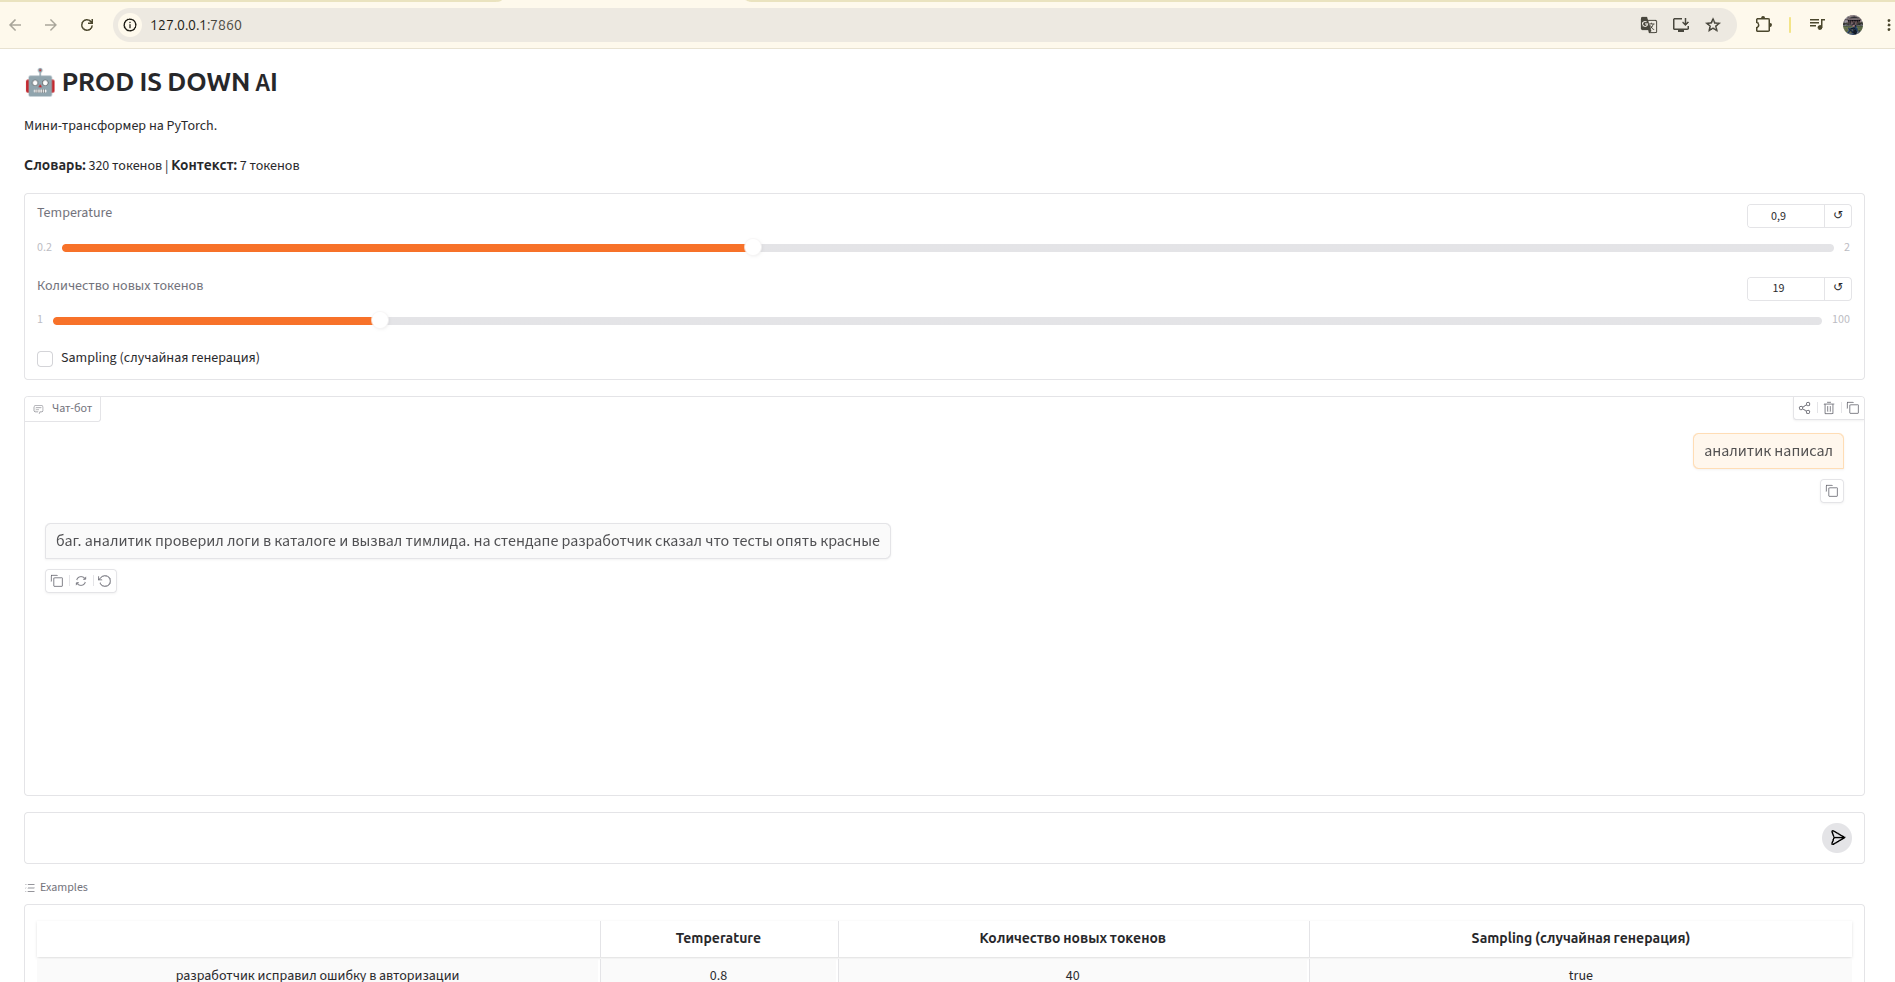 127.0.0.1:7860
🤖 PROD IS DOWN AI
Мини-трансформер на PyTorch.
Словарь: 320 токенов | Контекст: 7 токенов
Temperature
0,9
0.2
2
Количество новых токенов
19
1
100
Sampling (случайная генерация)
Чат-бот
аналитик написал
баг. аналитик проверил логи в каталоге и вызвал тимлида. на стендапе разработчик сказал что тесты опять красные
Examples
Temperature Количество новых токенов Sampling (случайная генерация)
разработчик исправил ошибку в авторизации 0.8 40 true